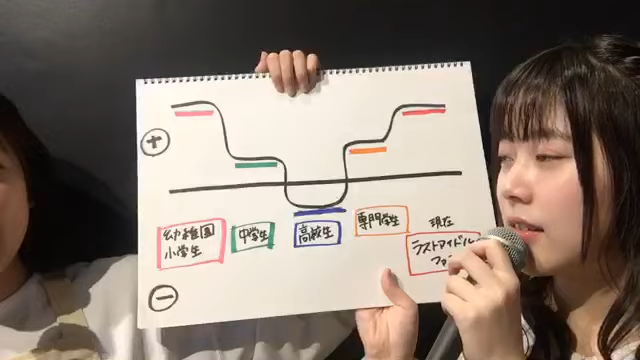 +
幼稚園
小学生
中学生
高校生
専門学生
現在
ラストアイドル
ファ
-